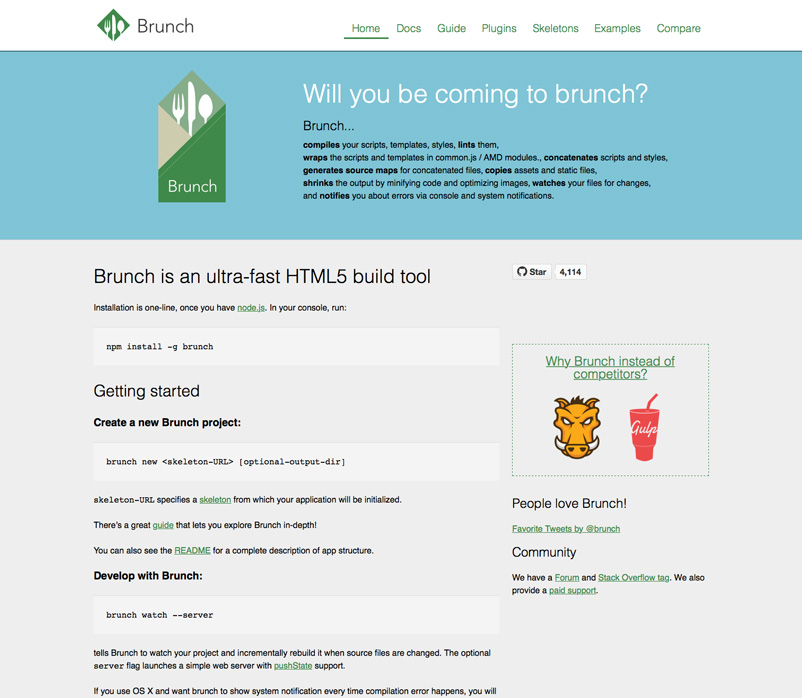 Brunch
Home Docs Guide Plugins Skeletons Examples Compare
Brunch
Will you be coming to brunch?
Brunch...
compiles your scripts, templates, styles, lints them,
wraps the scripts and templates in common.js / AMD modules., concatenates scripts and styles,
generates source maps for concatenated files, copies assets and static files,
shrinks the output by minifying code and optimizing images, watches your files for changes,
and notifies you about errors via console and system notifications.
Brunch is an ultra-fast HTML5 build tool
Installation is one-line, once you have node.js. In your console, run:
npm install -g brunch
Getting started
Create a new Brunch project:
brunch new <skeleton-URL> [optional-output-dir]
skeleton-URL specifies a skeleton from which your application will be initialized.
There's a great guide that lets you explore Brunch in-depth!
You can also see the README for a complete description of app structure.
Develop with Brunch:
brunch watch --server
tells Brunch to watch your project and incrementally rebuild it when source files are changed. The optional
server flag launches a simple web server with pushState support.
If you use OS X and want brunch to show system notification every time compilation error happens, you will
Star 4,114
Why Brunch instead of
competitors?
Gulp
People love Brunch!
Favorite Tweets by @brunch
Community
We have a Forum and Stack Overflow tag. We also
provide a paid support.